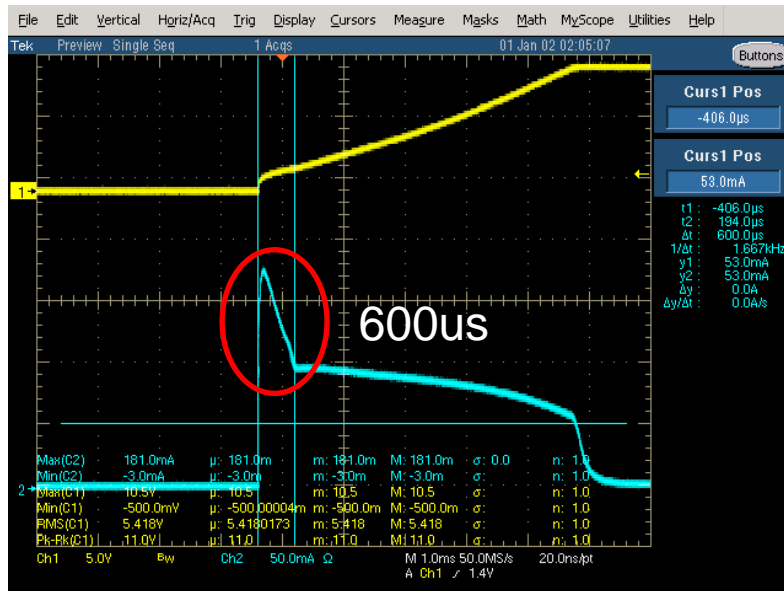 File Edit Vertical Horiz/Acq Trig Display Cursors Measure Masks Math MyScope Utilities Help
Tek Preview Single Seq 1 Acqs 01 Jan 02 02:05:07
Buttons
Curs1 Pos
-406.0µs
Curs1 Pos
53.0mA
t1: -406.0µs
t2: 194.0µs
Δt: 600.0µs
1/Δt: 1.667kHz
y1: 53.0mA
y2: 53.0mA
Δy: 0.0A
Δy/Δt: 0.0A/s
1
600us
2
Max(C2) 181.0mA µ: 181.0m m: 181.0m M: 181.0m σ: 0.0 n: 1.0
Min(C2) -3.0mA µ: -3.0m m: -3.0m M: -3.0m σ: n: 1.0
Max(C1) 10.5V µ: 10.5 m: 10.5 M: 10.5 σ: n: 1.0
Min(C1) -500.0mV µ: -500.00004m m: -500.0m M: -500.0m σ: n: 1.0
RMS(C1) 5.418V µ: 5.4180173 m: 5.418 M: 5.418 σ: n: 1.0
Pk-Pk(C1) 11.0V µ: 11.0 m: 11.0 M: 11.0 σ: n: 1.0
Ch1 5.0V Bw Ch2 50.0mA Ω M 1.0ms 50.0MS/s 20.0ns/pt
A Ch1 ∕ 1.4V